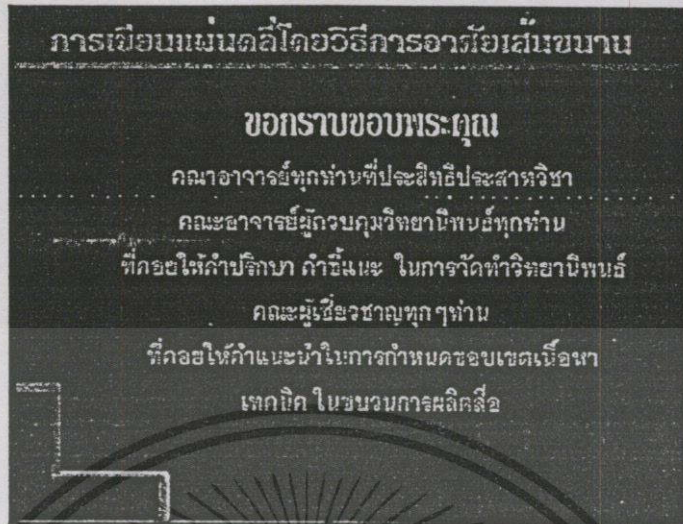 การเขียนแผ่นคลี่โดยวิธีการอาศัยเส้นขนาน
ขอกราบขอบพระคุณ
คณาอาจารย์ทุกท่านที่ประสิทธิประสาทวิชา
คณะอาจารย์ผู้ควบคุมวิทยานิพนธ์ทุกท่าน
ที่คอยให้คำปรึกษา คำชี้แนะ ในการจัดทำวิทยานิพนธ์
คณะผู้เชี่ยวชาญทุกๆท่าน
ที่คอยให้คำแนะนำในการกำหนดขอบเขตเนื้อหา
เทคนิค ในขบวนการผลิตสื่อ